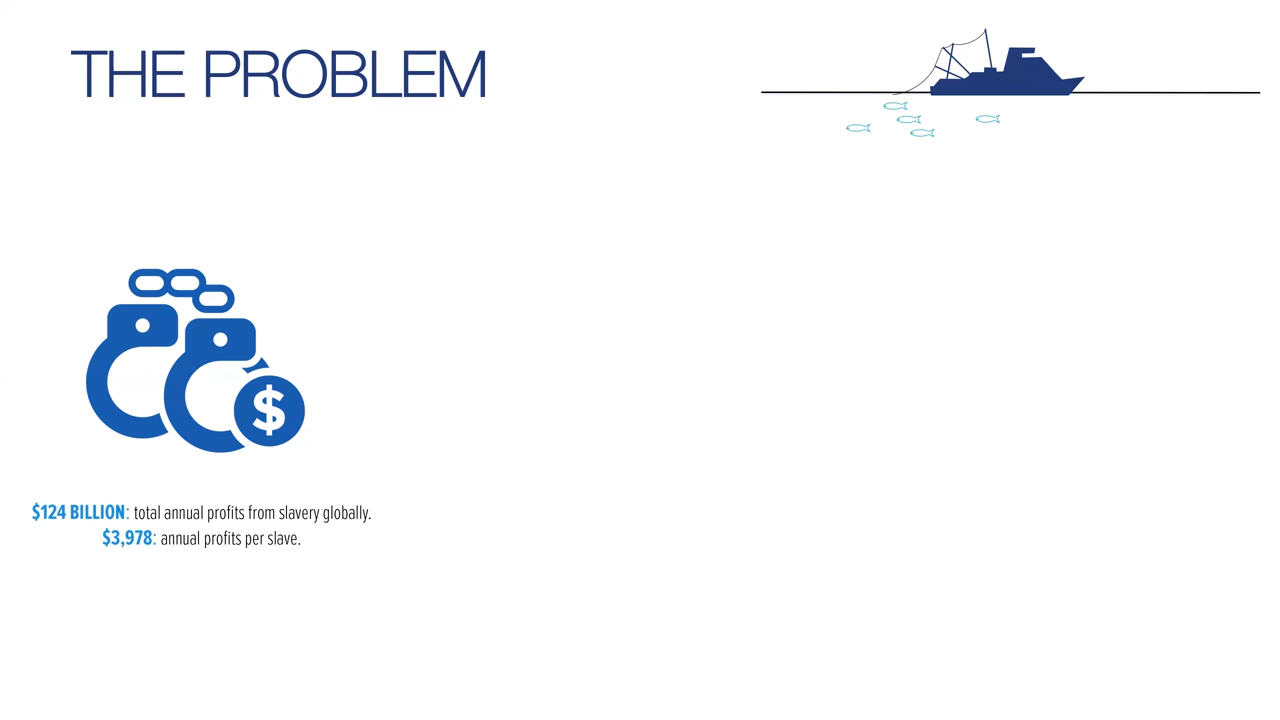 THE PROBLEM
$
$124 BILLION: total annual profits from slavery globally.
$3,978: annual profits per slave.